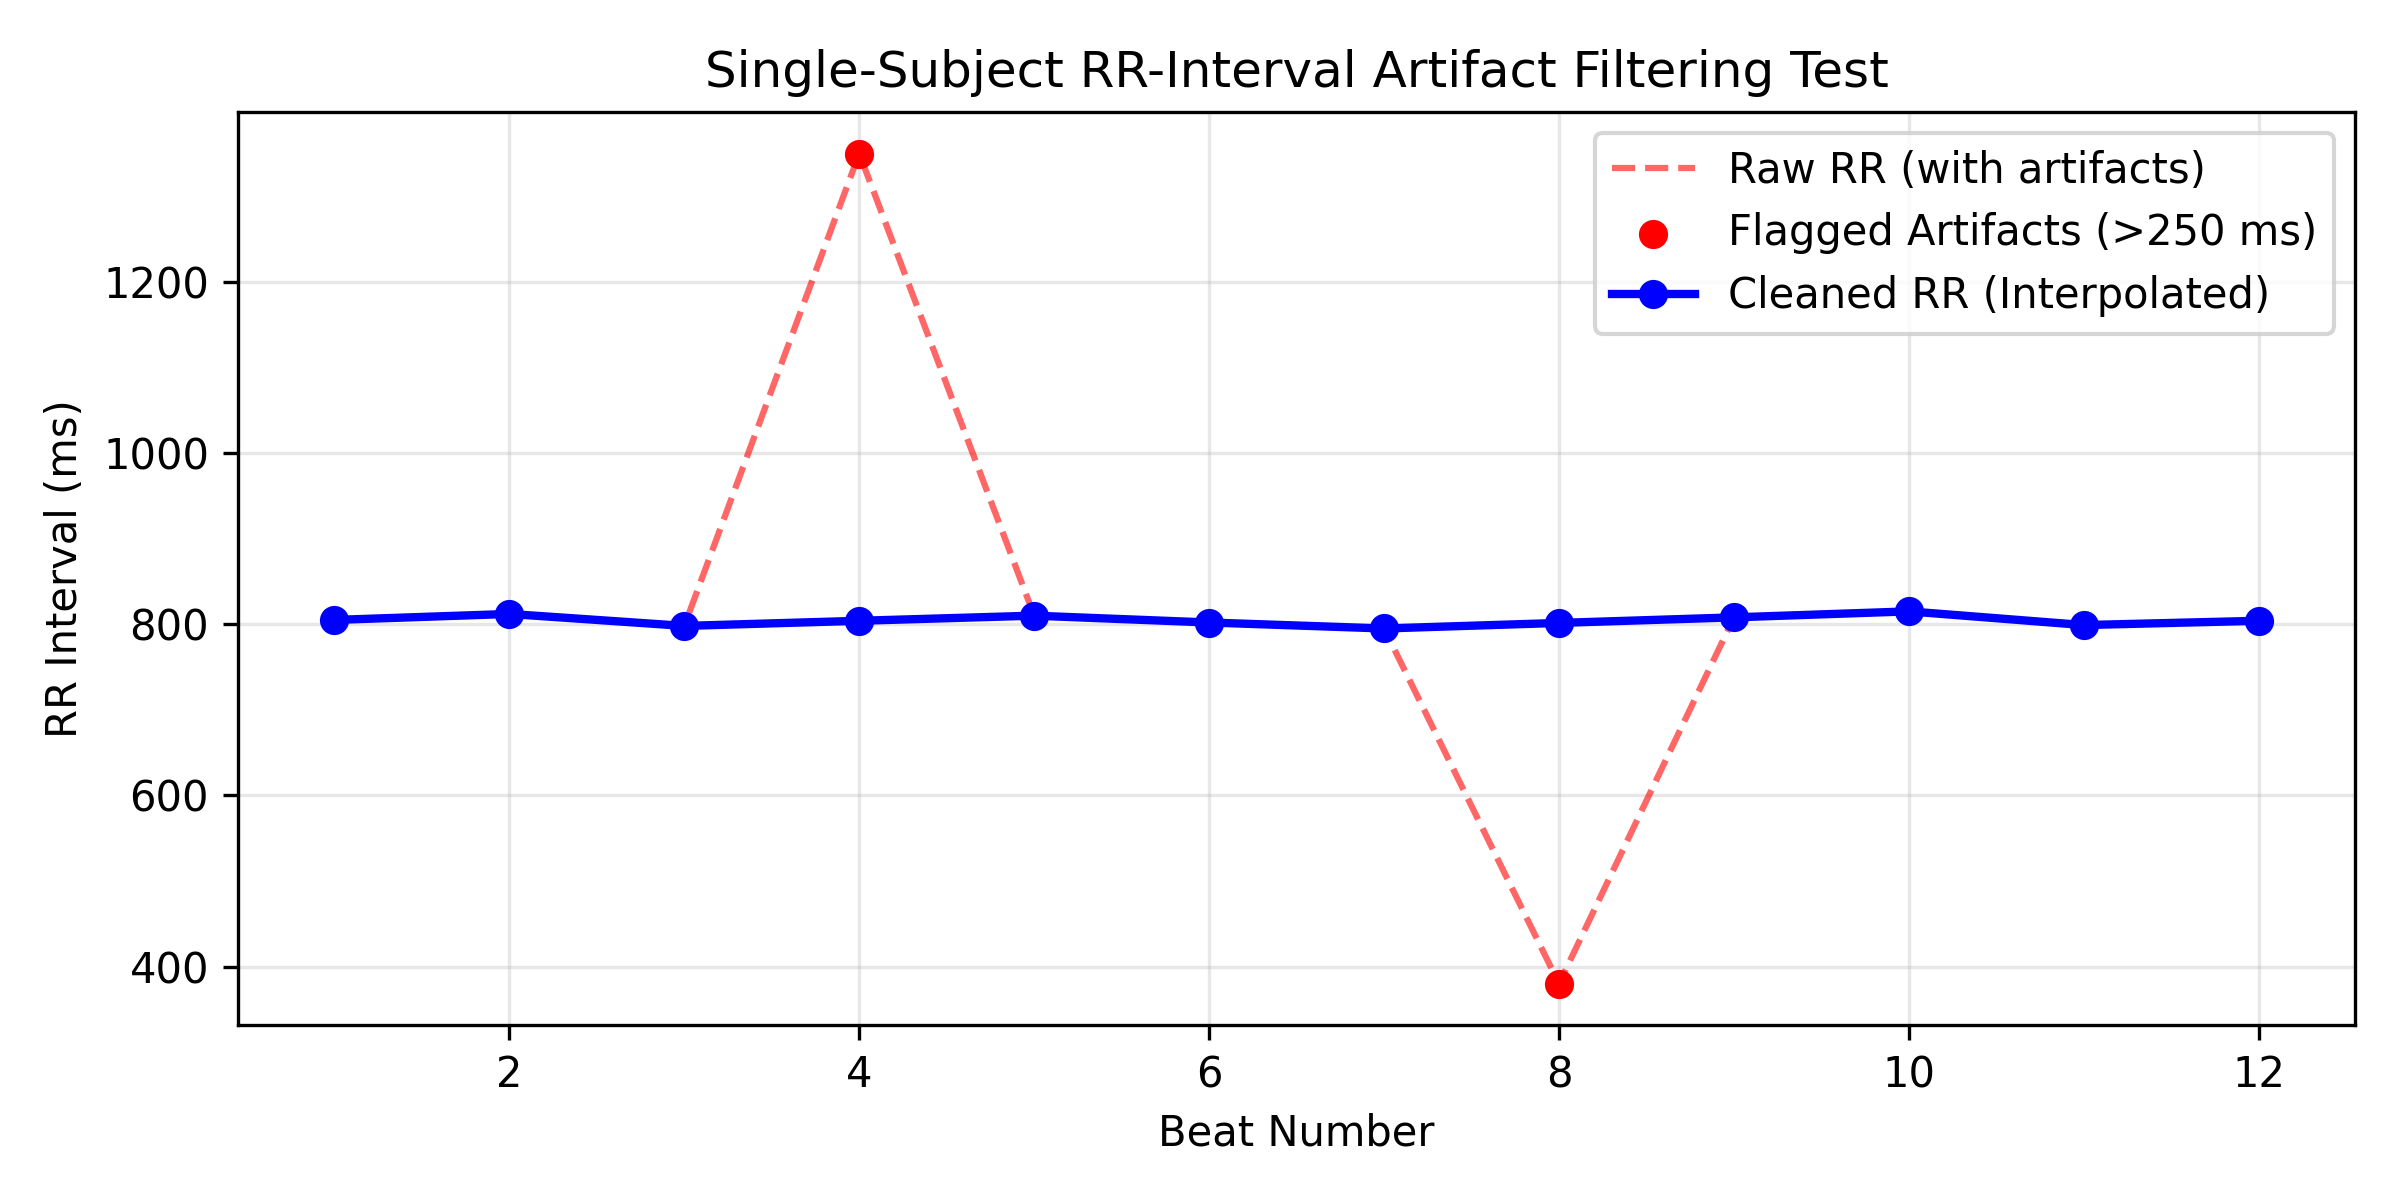 Single-Subject RR-Interval Artifact Filtering Test
Raw RR (with artifacts)
Flagged Artifacts (>250 ms)
Cleaned RR (Interpolated)
RR Interval (ms)
1200
1000
800
600
400
2 4 6 8 10 12
Beat Number